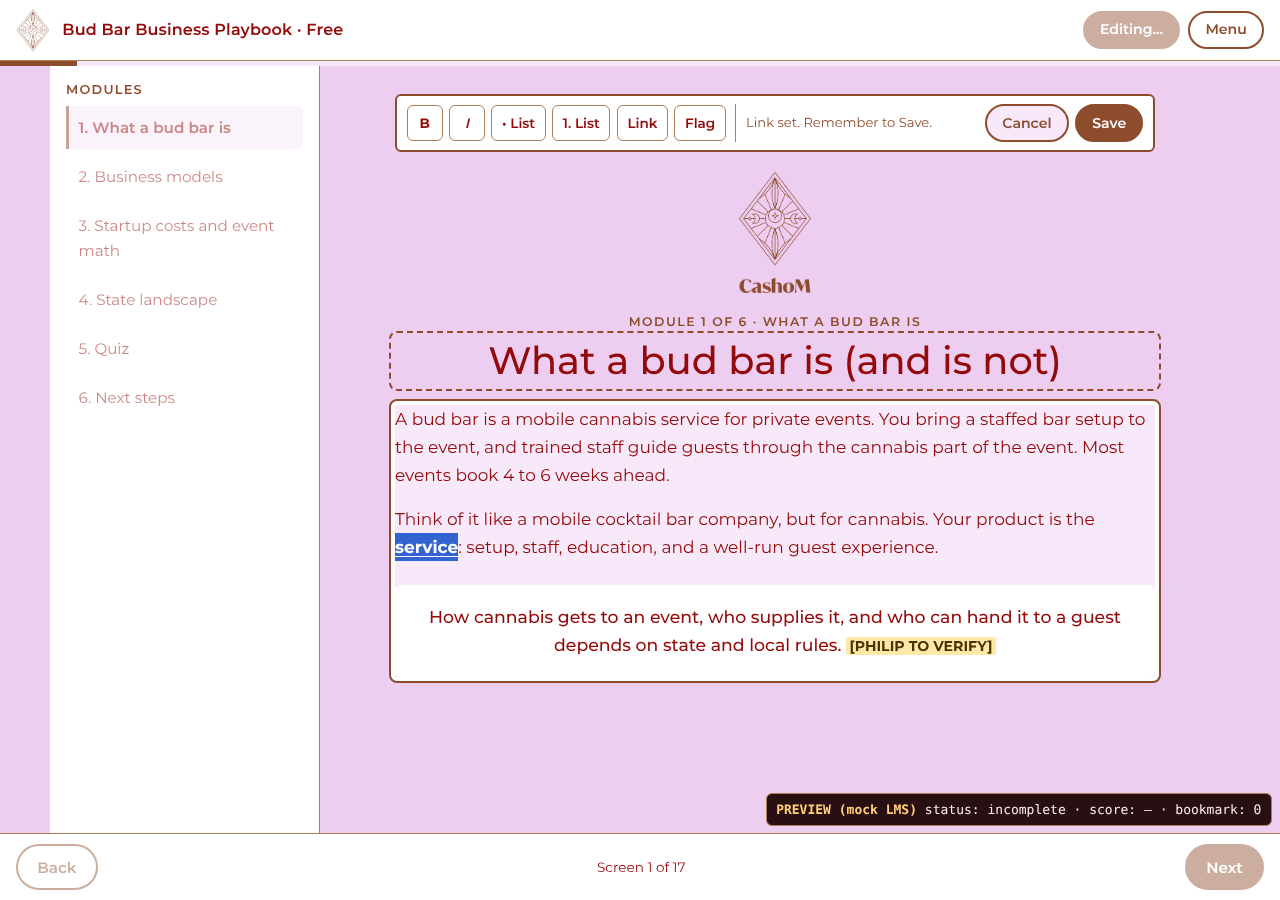 Bud Bar Business Playbook · Free
Editing...
Menu
MODULES
1. What a bud bar is
2. Business models
3. Startup costs and event
math
4. State landscape
5. Quiz
6. Next steps
B
I
• List
1. List
Link
Flag
Link set. Remember to Save.
Cancel
Save
CashoM
MODULE 1 OF 6 · WHAT A BUD BAR IS
What a bud bar is (and is not)
A bud bar is a mobile cannabis service for private events. You bring a staffed bar setup to
the event, and trained staff guide guests through the cannabis part of the event. Most
events book 4 to 6 weeks ahead.
Think of it like a mobile cocktail bar company, but for cannabis. Your product is the
service: setup, staff, education, and a well-run guest experience.
How cannabis gets to an event, who supplies it, and who can hand it to a guest
depends on state and local rules. [PHILIP TO VERIFY]
PREVIEW (mock LMS) status: incomplete · score: — · bookmark: 0
Back
Screen 1 of 17
Next